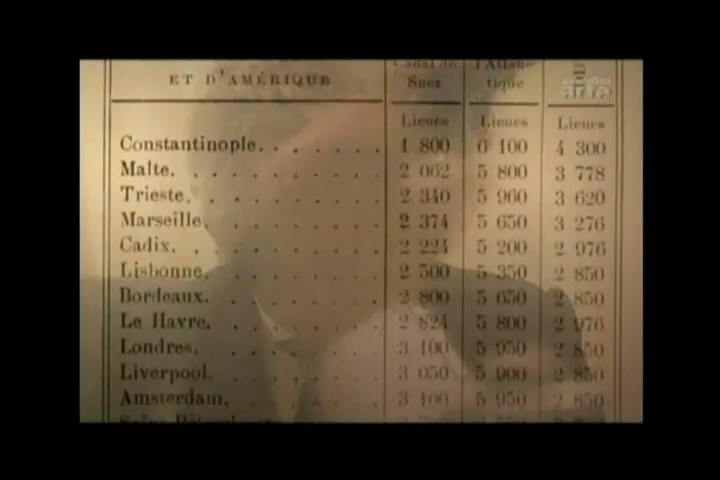 Canal de l'Atlan-
ET D'AMÉRIQUE Suez tique
Lieues Lieues Lieues
Constantinople. . . . . . . 1 800 6 100 4 300
Malte. . . . . . . . . . 2 062 5 800 3 778
Trieste. . . . . . . . . 2 340 5 960 3 620
Marseille. . . . . . . . 2 374 5 650 3 276
Cadix. . . . . . . . . . 2 224 5 200 2 976
Lisbonne. . . . . . . . 2 500 5 350 2 850
Bordeaux. . . . . . . . 2 800 5 650 2 850
Le Havre. . . . . . . . 2 824 5 800 2 976
Londres. . . . . . . . . 3 100 5 950 2 850
Liverpool. . . . . . . . 3 050 5 900 2 850
Amsterdam. . . . . . . 3 100 5 950 2 850